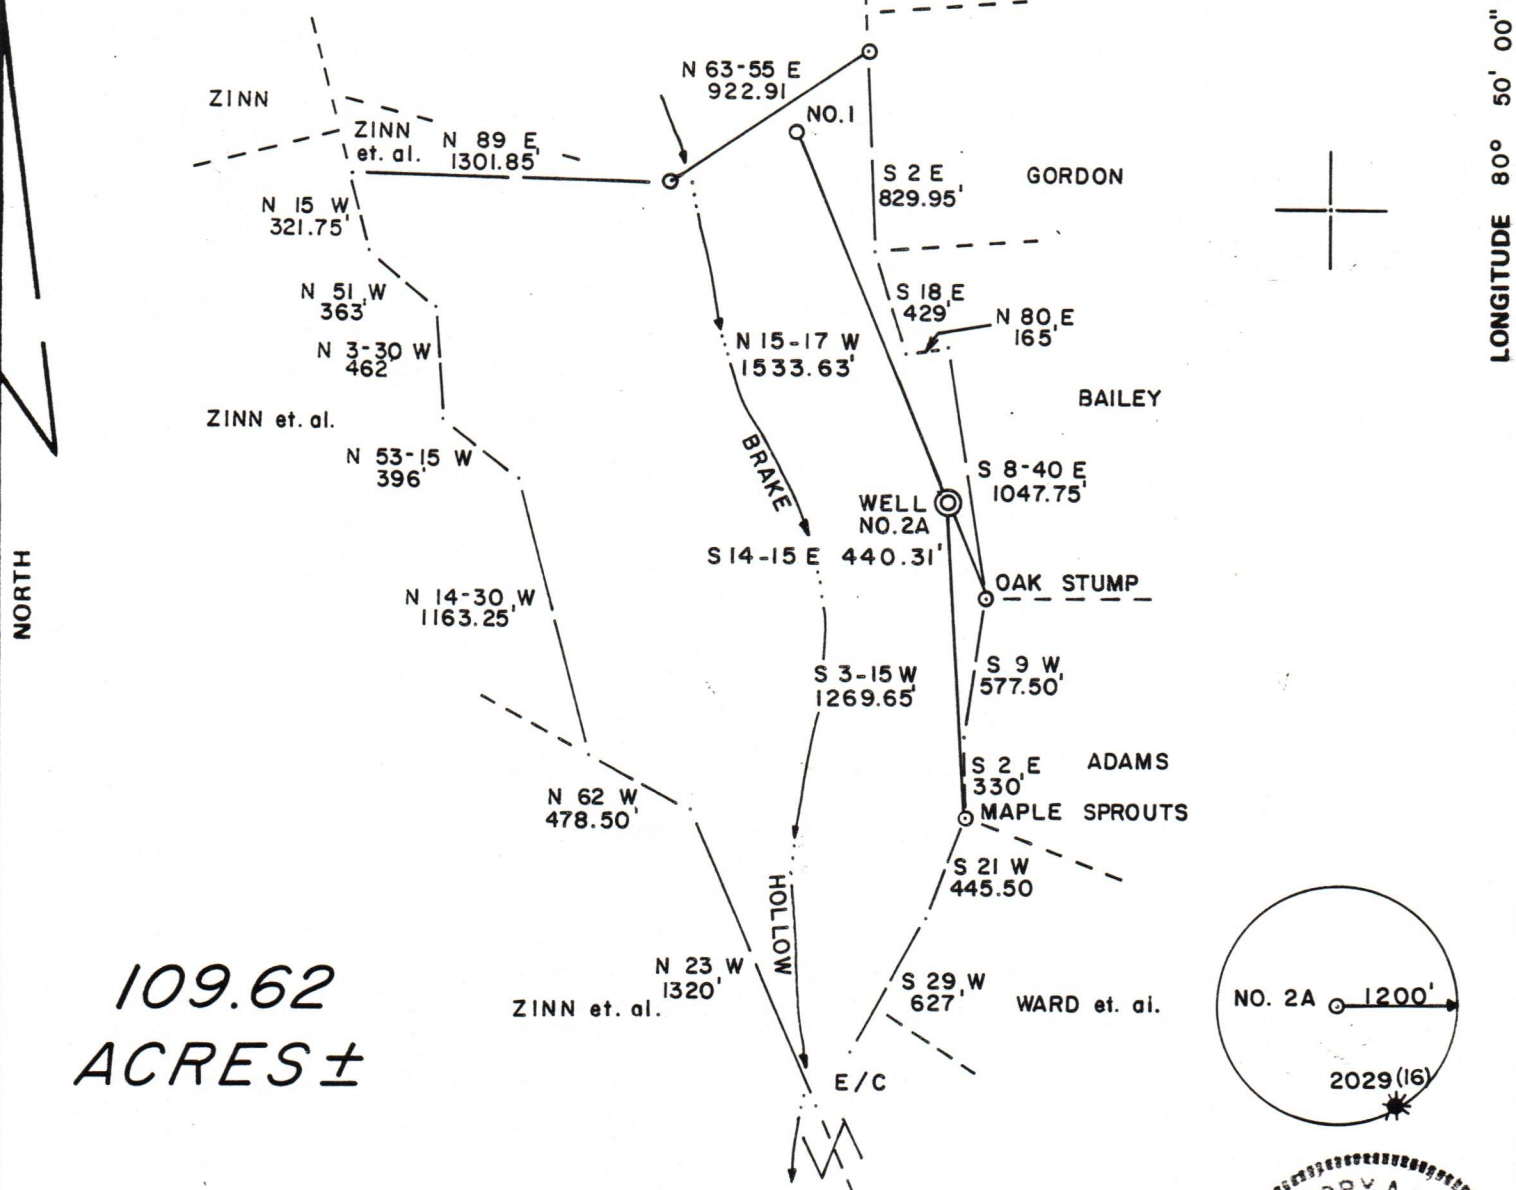 N 63-55 E
922.91'
NO. 1
ZINN
ZINN
et. al.
N 89 E
1301.85'
S 2 E
829.95'
GORDON
LONGITUDE 80° 50' 00"
N 15 W
321.75'
N 51 W
363'
S 18 E
429'
N 80 E
165'
N 3-30 W
462'
N 15-17 W
1533.63'
BAILEY
ZINN et. al.
N 53-15 W
396'
BRAKE
S 8-40 E
1047.75'
WELL
NO. 2A
S 14-15 E 440.31'
OAK STUMP
NORTH
N 14-30 W
1163.25'
S 3-15 W
1269.65'
S 9 W
577.50'
S 2 E
330'
ADAMS
MAPLE SPROUTS
N 62 W
478.50'
S 21 W
445.50
HOLLOW
109.62
ACRES ±
N 23 W
1320'
ZINN et. al.
S 29 W
627'
WARD et. al.
NO. 2A
1200'
2029 (16)
E/C